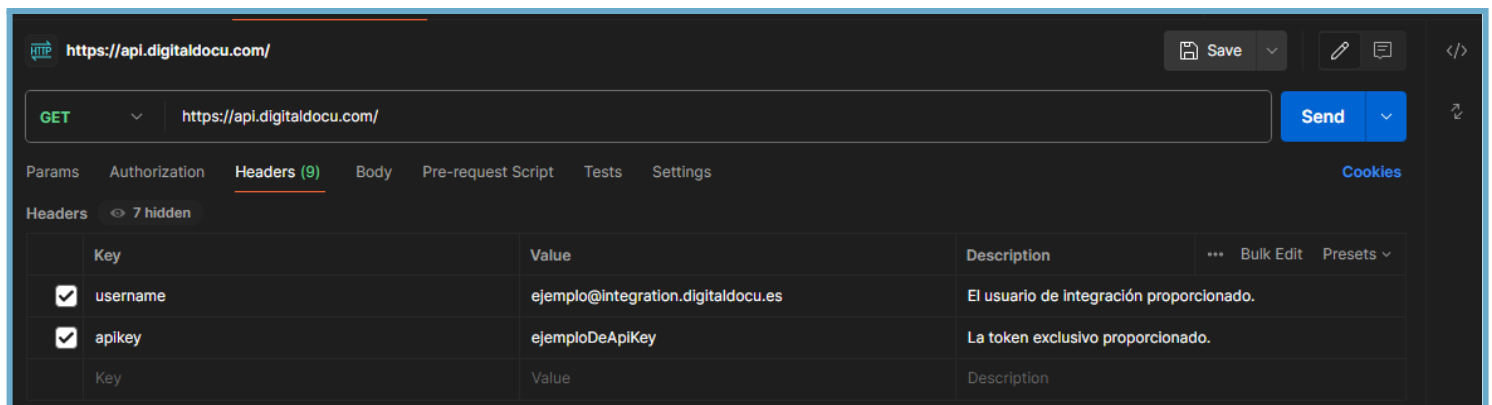 HTTP https://api.digitaldocu.com/ Save
GET https://api.digitaldocu.com/ Send
Params Authorization Headers (9) Body Pre-request Script Tests Settings Cookies
Headers 7 hidden
Key Value Description ••• Bulk Edit Presets
username ejemplo@integration.digitaldocu.es El usuario de integración proporcionado.
apikey ejemploDeApiKey La token exclusivo proporcionado.
Key Value Description